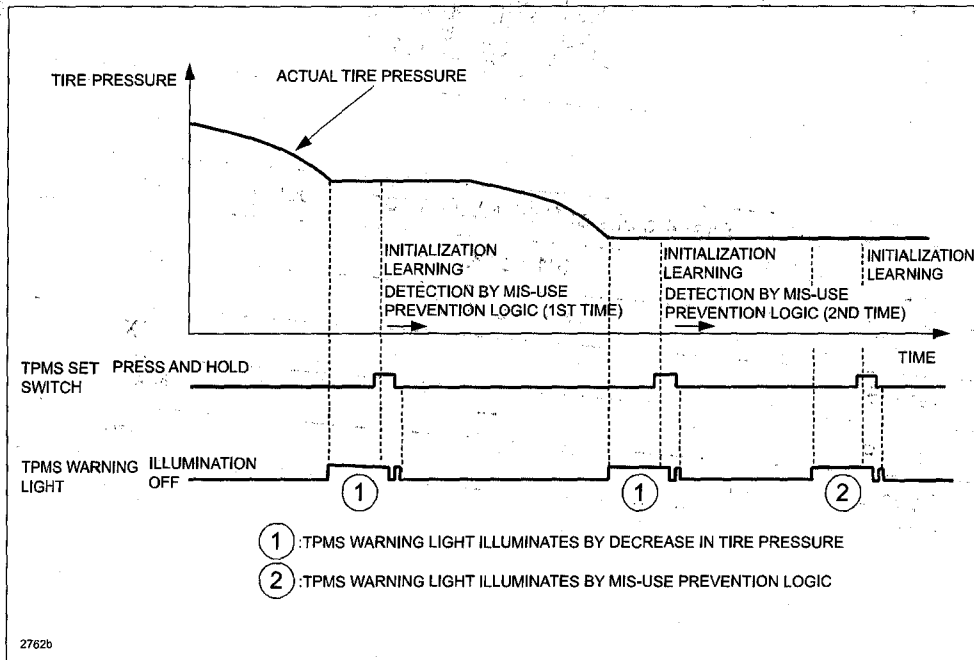 TIRE PRESSURE
ACTUAL TIRE PRESSURE
INITIALIZATION
LEARNING
DETECTION BY MIS-USE
PREVENTION LOGIC (1ST TIME)
INITIALIZATION
LEARNING
DETECTION BY MIS-USE
PREVENTION LOGIC (2ND TIME)
INITIALIZATION
LEARNING
TIME
TPMS SET SWITCH
PRESS AND HOLD
TPMS WARNING LIGHT
ILLUMINATION
OFF
1
1
2
1 :TPMS WARNING LIGHT ILLUMINATES BY DECREASE IN TIRE PRESSURE
2 :TPMS WARNING LIGHT ILLUMINATES BY MIS-USE PREVENTION LOGIC
2762b